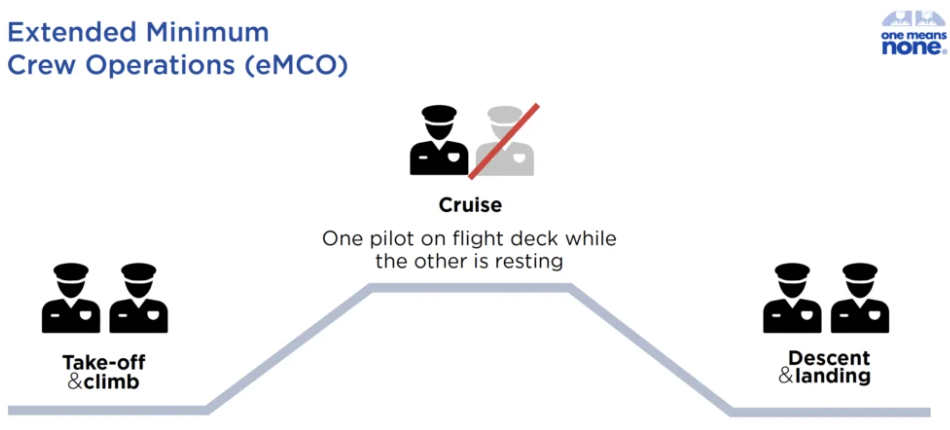 Extended Minimum
Crew Operations (eMCO)
one means
none.
Cruise
One pilot on flight deck while
the other is resting
Take-off
&climb
Descent
&landing